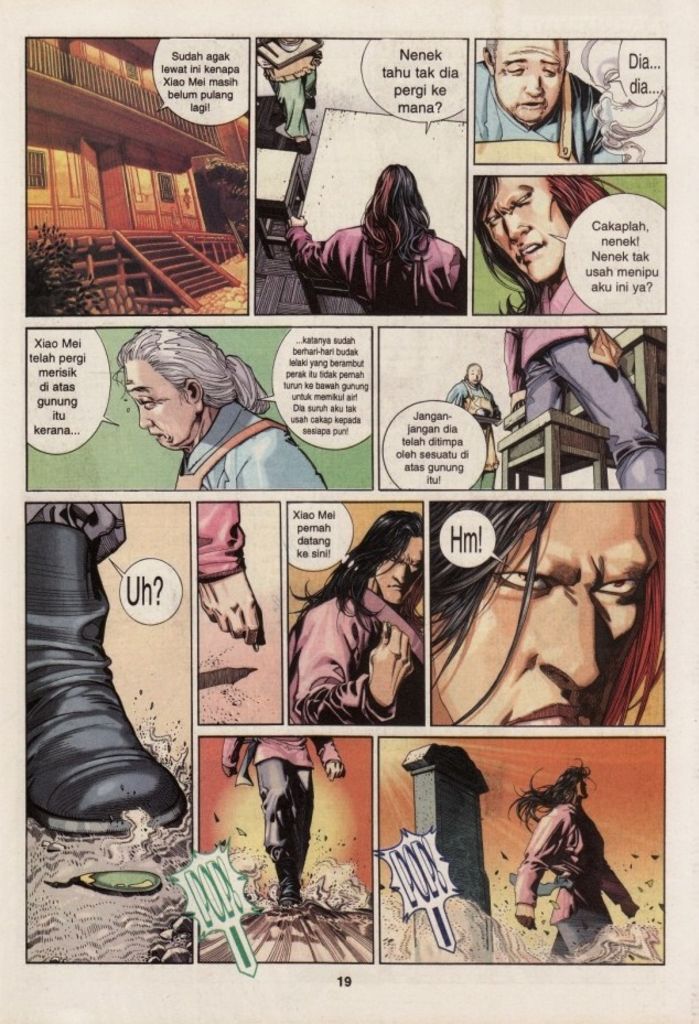 Sudah agak
lewat ini kenapa
Xiao Mei masih
belum pulang
lagi!
Nenek
tahu tak dia
pergi ke
mana?
Dia...
dia...
Cakaplah,
nenek!
Nenek tak
usah menipu
aku ini ya?
Xiao Mei
telah pergi
merisik
di atas
gunung
itu
kerana...
...katanya sudah
berhari-hari budak
lelaki yang berambut
perak itu tidak pernah
turun ke bawah gunung
untuk memikul air!
Dia suruh aku tak
usah cakap kepada
sesiapa pun!
Jangan-
jangan dia
telah ditimpa
oleh sesuatu di
atas gunung
itu!
Uh?
Xiao Mei
pernah
datang
ke sini!
Hm!
POP!
POP!
19